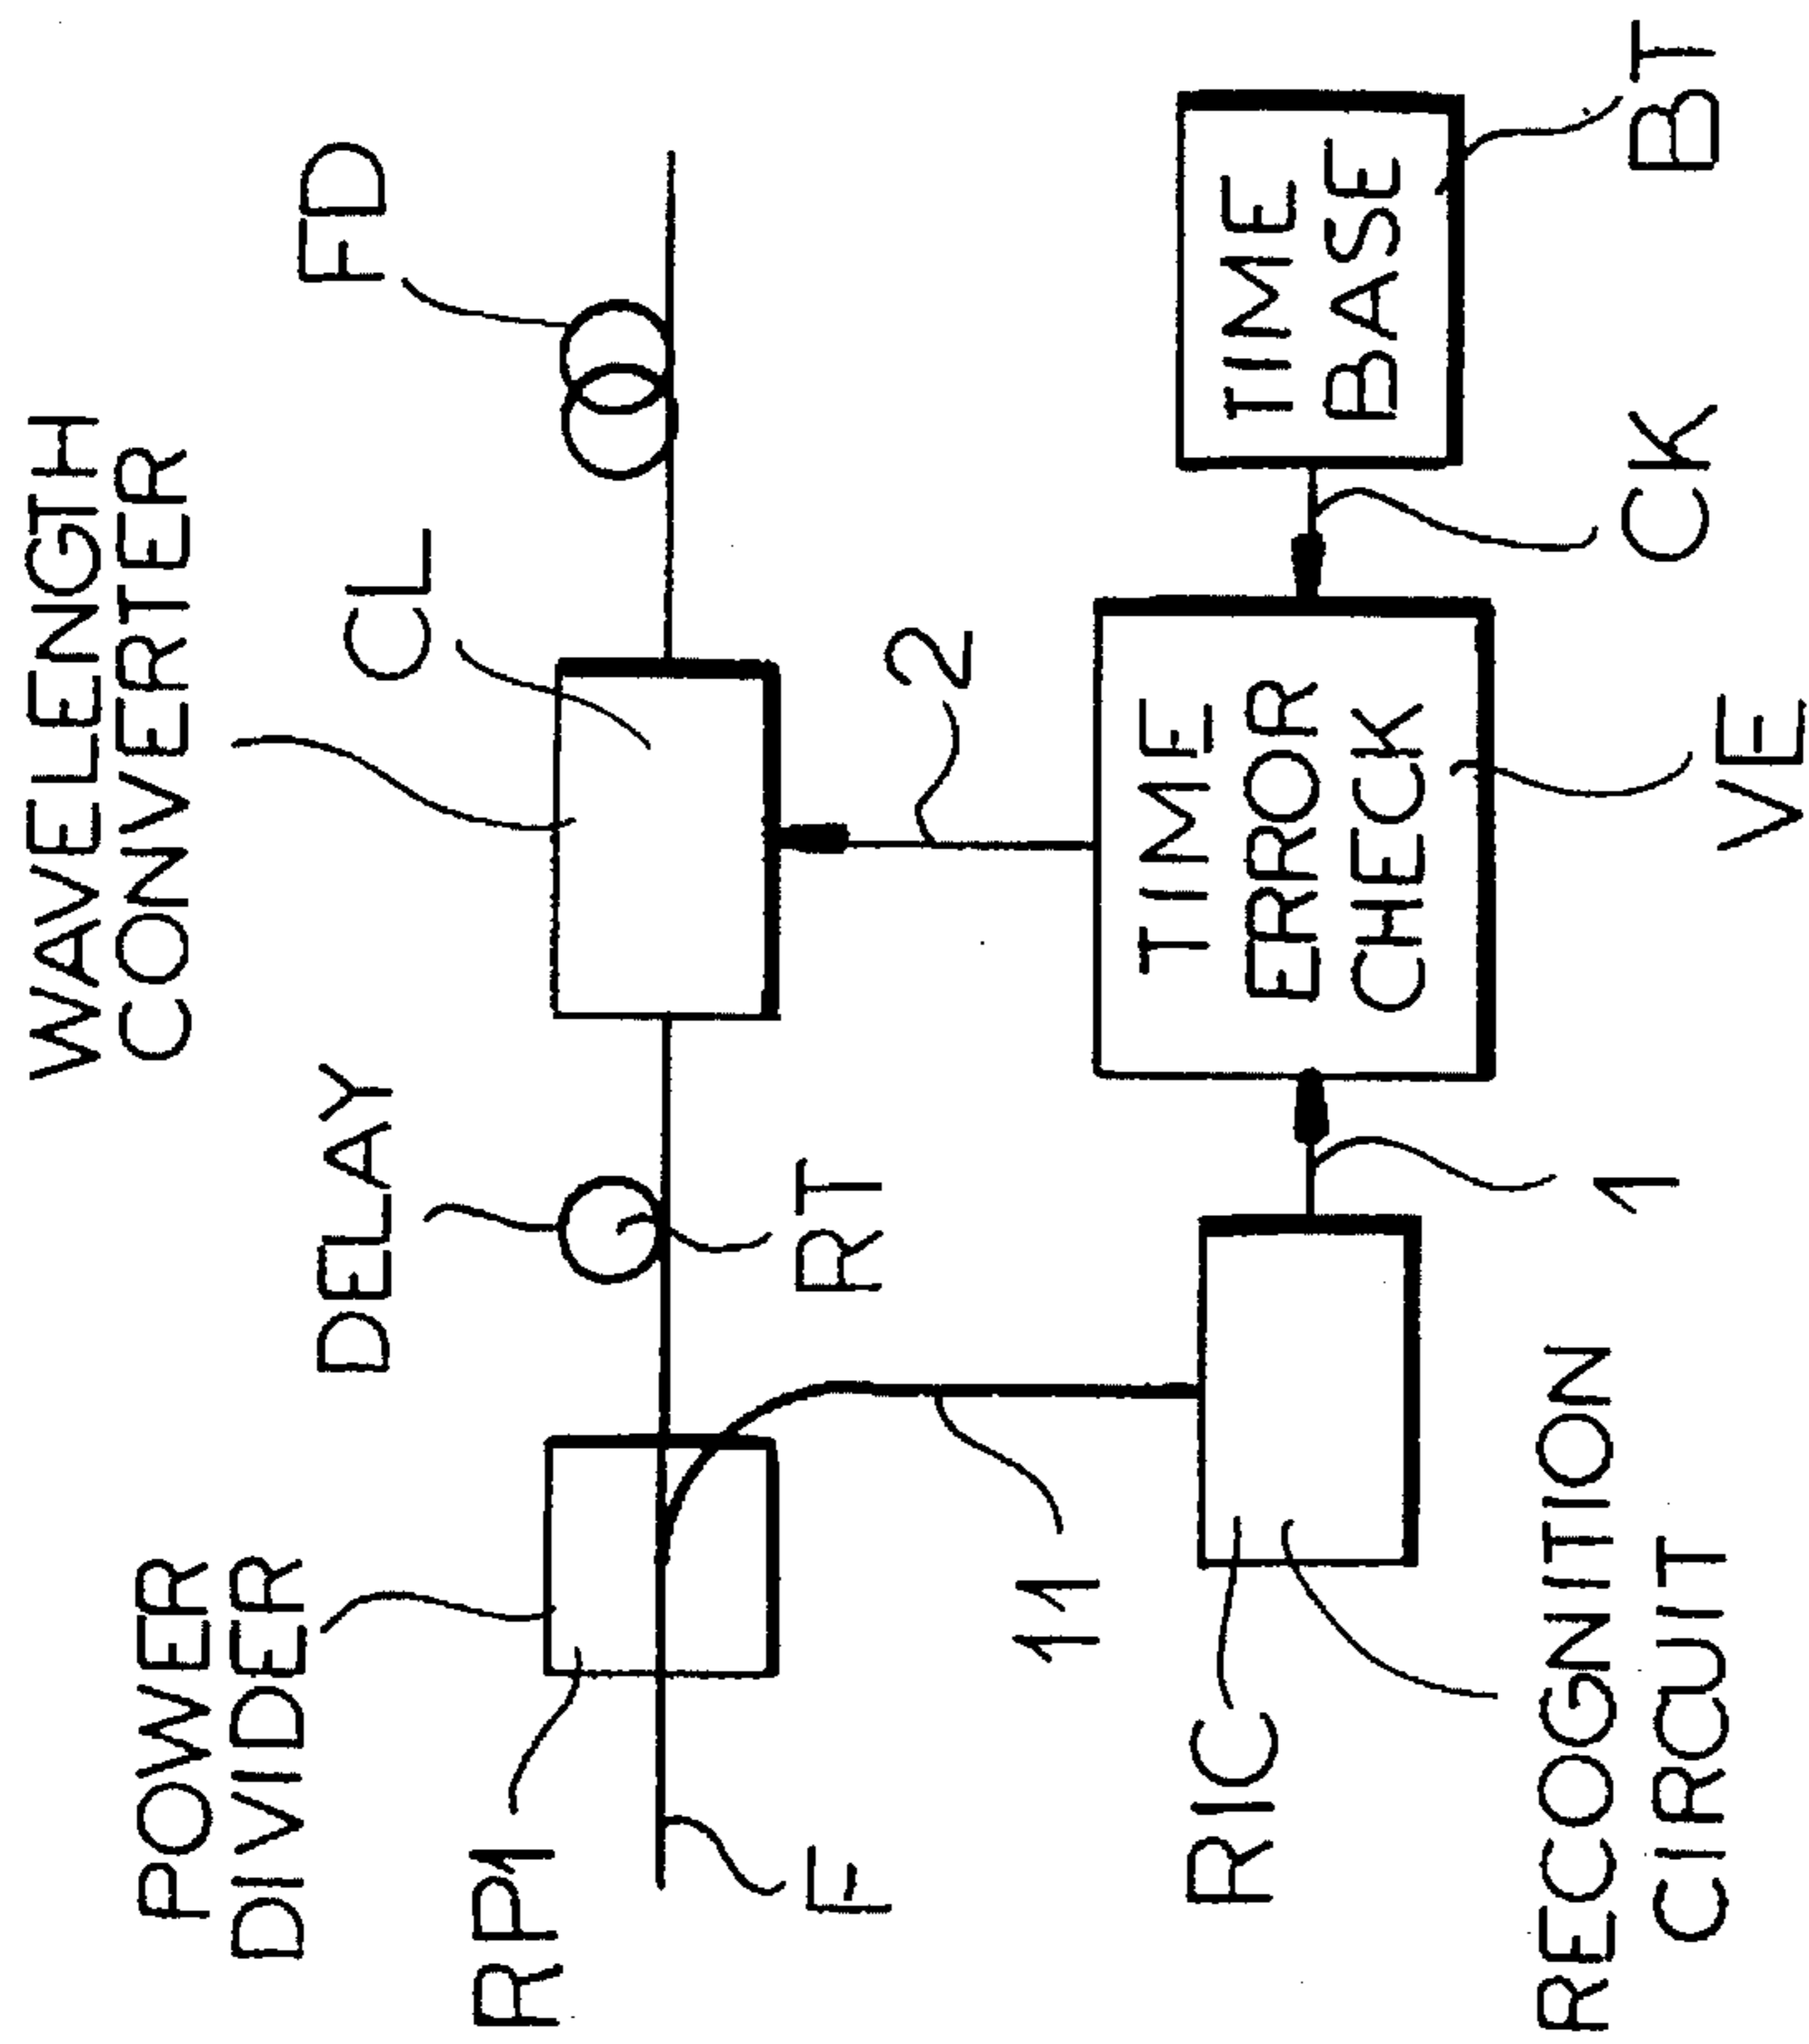 POWER
DIVIDER
DELAY
WAVELENGTH
CONVERTER
RP1
CL
FD
F
RT
11
2
RIC
TIME
ERROR
CHECK
TIME
BASE
RECOGNITION
CIRCUIT
1
VE
CK
BT